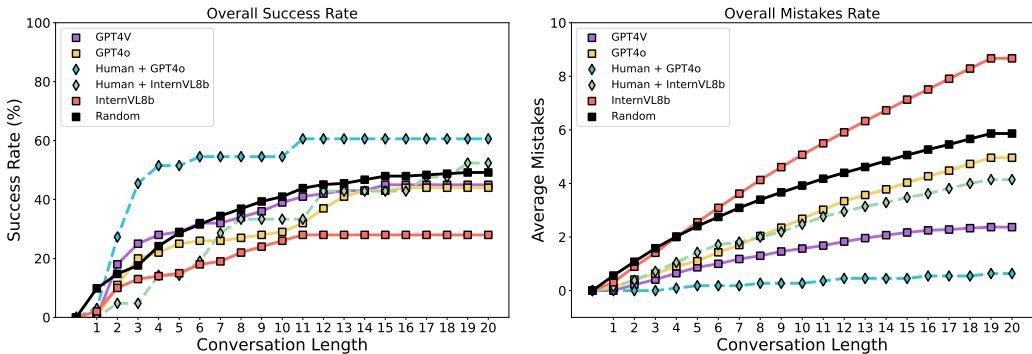 Overall Success Rate
100
80
60
40
20
0
Success Rate (%)
GPT4V
GPT4o
Human + GPT4o
Human + InternVL8b
InternVL8b
Random
1 2 3 4 5 6 7 8 9 10 11 12 13 14 15 16 17 18 19 20
Conversation Length
Overall Mistakes Rate
10
8
6
4
2
0
Average Mistakes
GPT4V
GPT4o
Human + GPT4o
Human + InternVL8b
InternVL8b
Random
1 2 3 4 5 6 7 8 9 10 11 12 13 14 15 16 17 18 19 20
Conversation Length